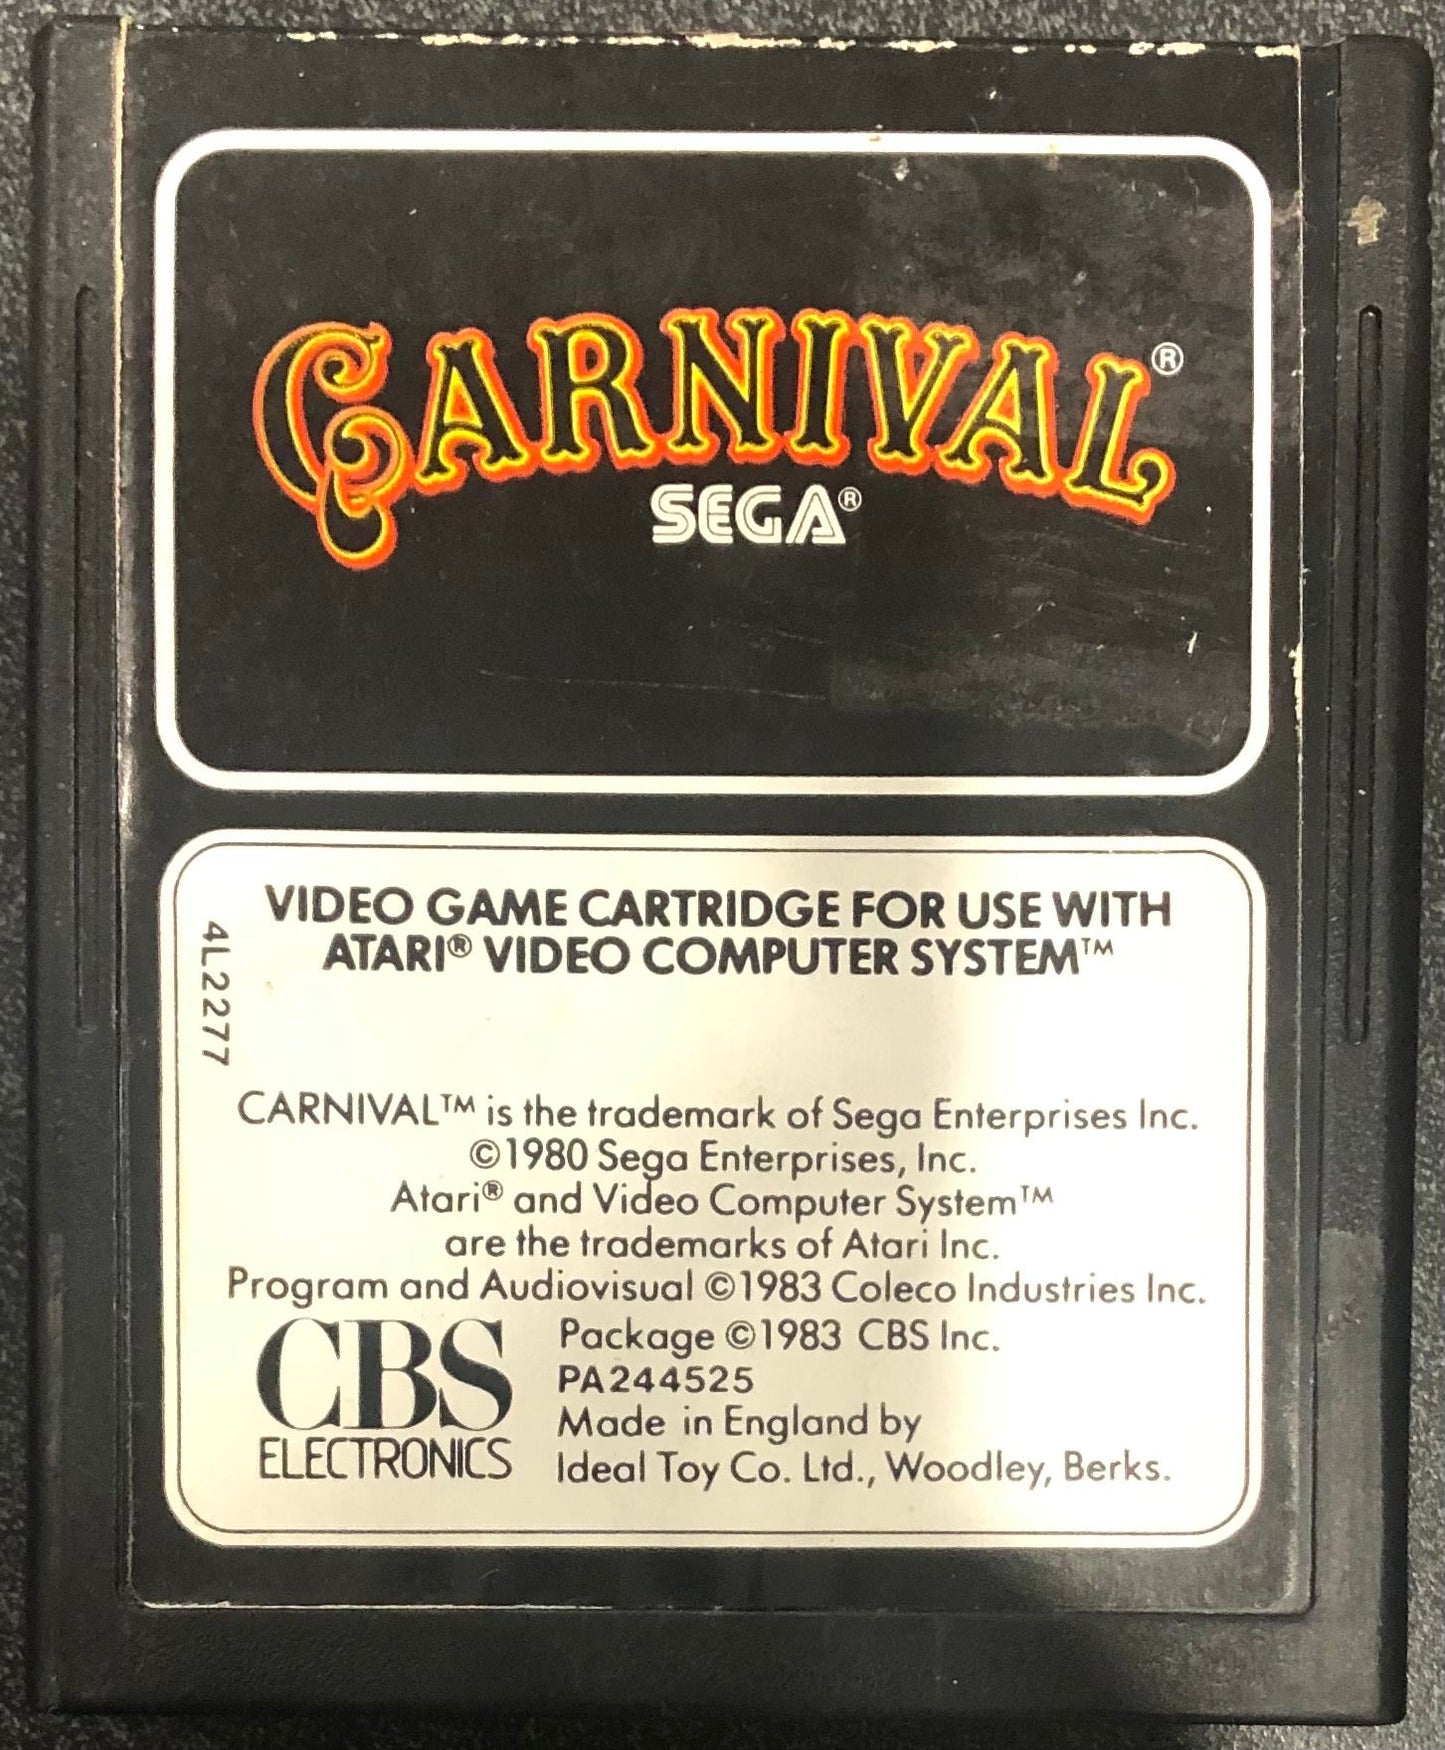 CARNIVAL®
SEGA®
VIDEO GAME CARTRIDGE FOR USE WITH
ATARI® VIDEO COMPUTER SYSTEM™
4L2277
CARNIVAL™ is the trademark of Sega Enterprises Inc.
©1980 Sega Enterprises, Inc.
Atari® and Video Computer System™
are the trademarks of Atari Inc.
Program and Audiovisual ©1983 Coleco Industries Inc.
CBS
ELECTRONICS
Package ©1983 CBS Inc.
PA244525
Made in England by
Ideal Toy Co. Ltd., Woodley, Berks.